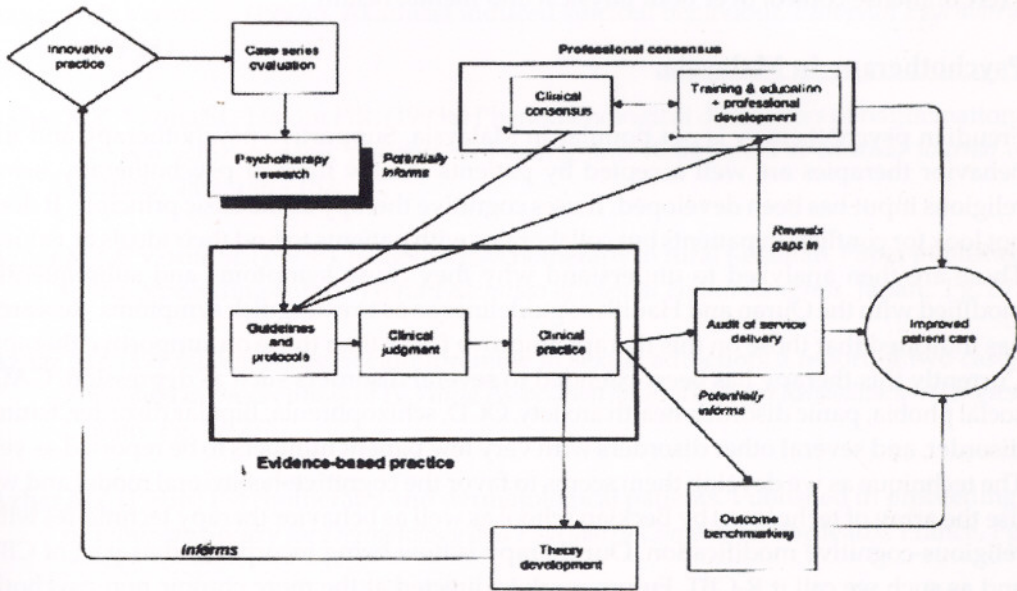 Innovative
practice
Case series
evaluation
Professional consensus
Clinical
consensus
Training & education
+ professional
development
Psychotherapy
research
Potentially
informs
Reveals
gaps in
Guidelines
and
protocols
Clinical
judgment
Clinical
practice
Audit of service
delivery
Improved
patient care
Potentially
informs
Evidence-based practice
Outcome
benchmarking
Informs
Theory
development